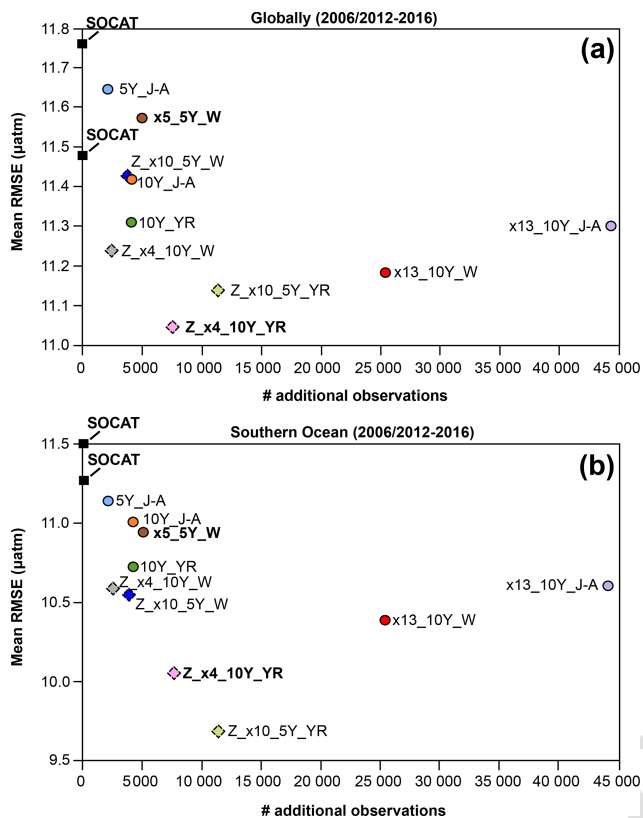 Globally (2006/2012-2016)
(a)
Mean RMSE (µatm)
11.8
11.7
11.6
11.5
11.4
11.3
11.2
11.1
11.0
SOCAT
5Y_J-A
x5_5Y_W
SOCAT
Z_x10_5Y_W
10Y_J-A
10Y_YR
x13_10Y_J-A
Z_x4_10Y_W
x13_10Y_W
Z_x10_5Y_YR
Z_x4_10Y_YR
0 5000 10 000 15 000 20 000 25 000 30 000 35 000 40 000 45 000
# additional observations
Southern Ocean (2006/2012-2016)
(b)
Mean RMSE (µatm)
11.5
11.0
10.5
10.0
9.5
SOCAT
SOCAT
5Y_J-A
10Y_J-A
x5_5Y_W
10Y_YR
Z_x4_10Y_W
x13_10Y_J-A
Z_x10_5Y_W
x13_10Y_W
Z_x4_10Y_YR
Z_x10_5Y_YR
0 5000 10 000 15 000 20 000 25 000 30 000 35 000 40 000 45 000
# additional observations